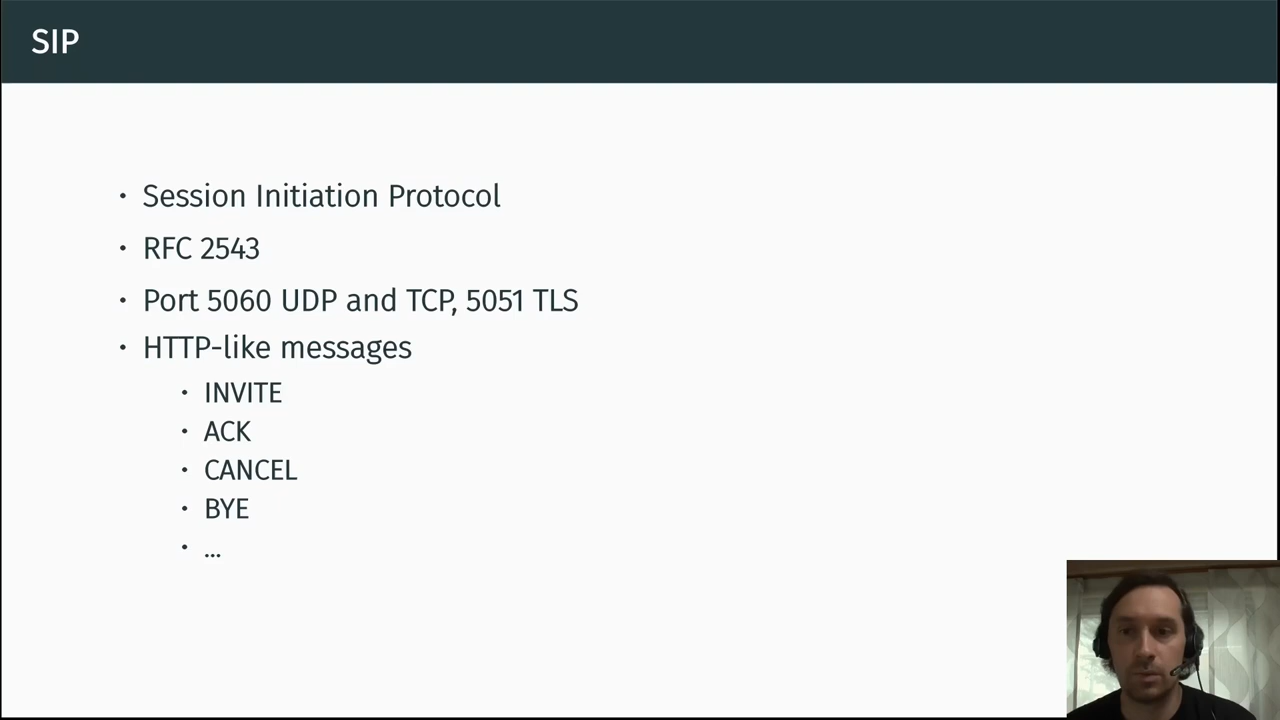 SIP
• Session Initiation Protocol
• RFC 2543
• Port 5060 UDP and TCP, 5051 TLS
• HTTP-like messages
• INVITE
• ACK
• CANCEL
• BYE
• ...